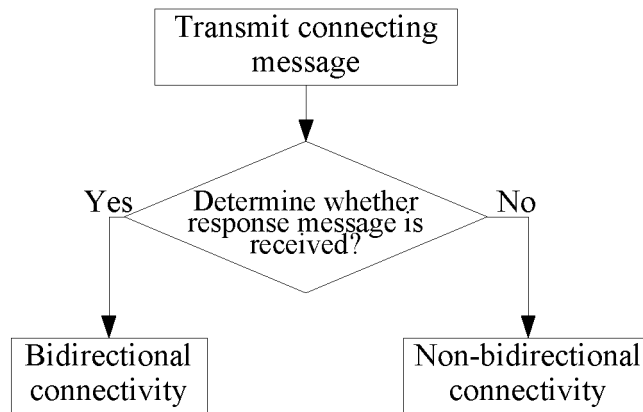 Transmit connecting
message
Yes
No
Determine whether
response message is
received?
Bidirectional
connectivity
Non-bidirectional
connectivity